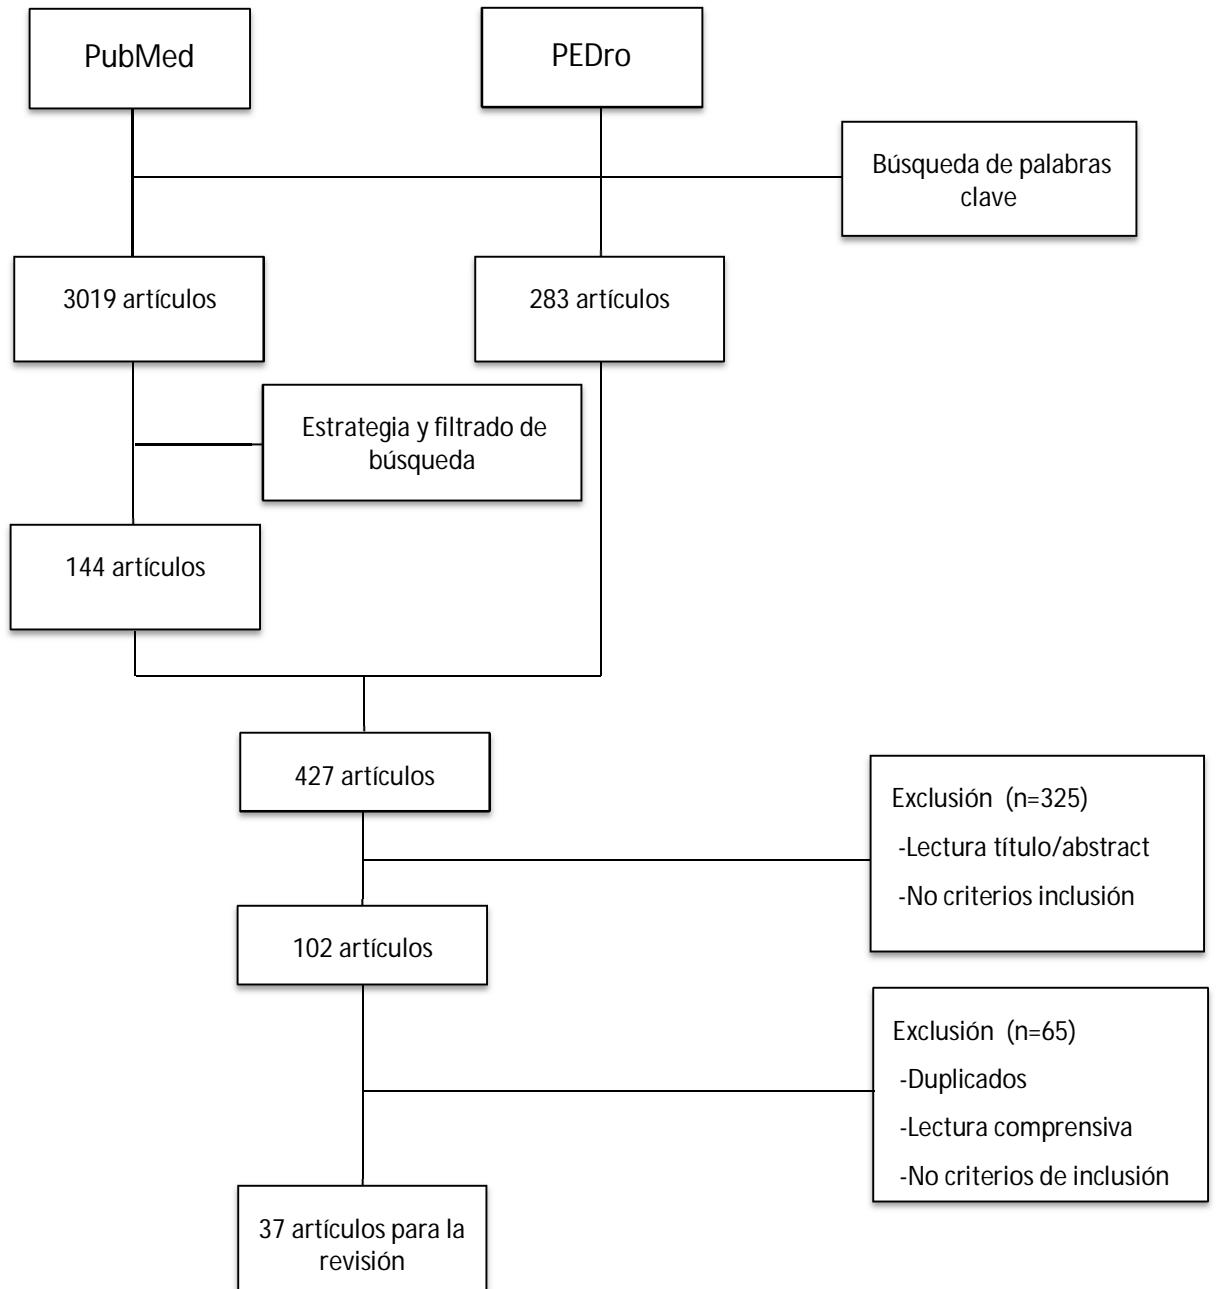 PubMed
PEDro
Búsqueda de palabras
clave
3019 artículos
283 artículos
Estrategia y filtrado de
búsqueda
144 artículos
427 artículos
Exclusión (n=325)
-Lectura título/abstract
-No criterios inclusión
102 artículos
Exclusión (n=65)
-Duplicados
-Lectura comprensiva
-No criterios de inclusión
37 artículos para la
revisión